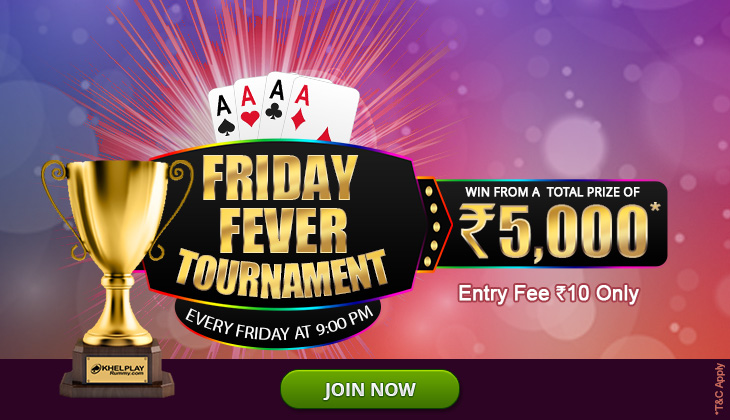 A A A A
FRIDAY
FEVER
TOURNAMENT
EVERY FRIDAY AT 9:00 PM
WIN FROM A TOTAL PRIZE OF
₹5,000*
Entry Fee ₹10 Only
KHELPLAY
Rummy.com
JOIN NOW
*T&C Apply